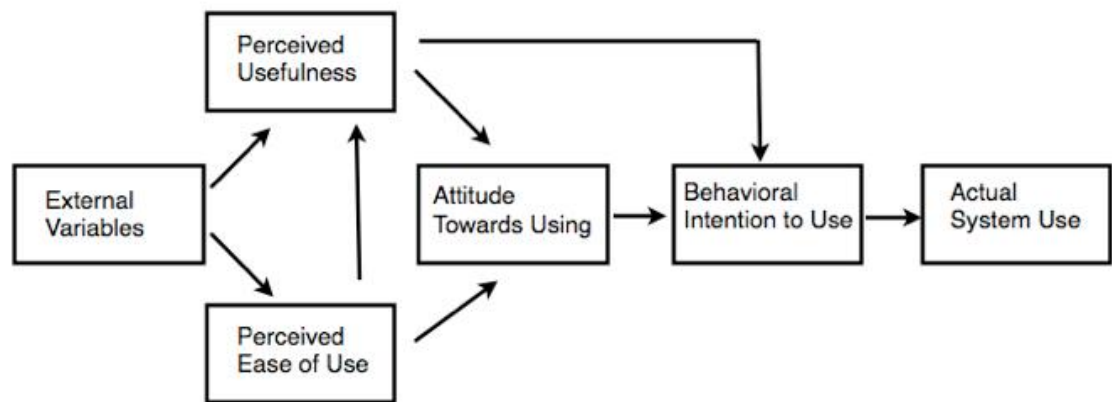 Perceived
Usefulness
External
Variables
Attitude
Towards Using
Behavioral
Intention to Use
Actual
System Use
Perceived
Ease of Use